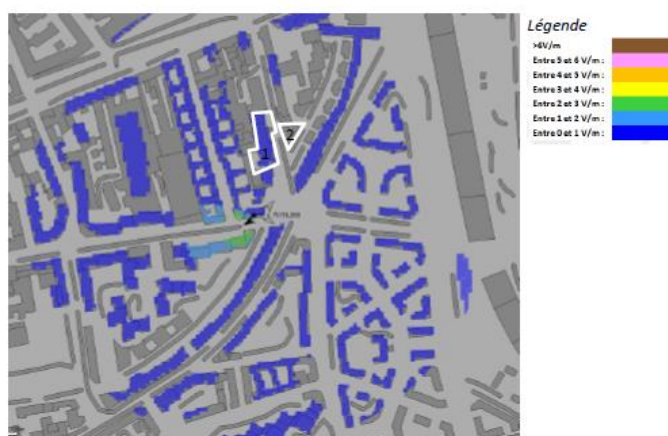 Légende
>6V/m
Entre 5 et 6 V/m :
Entre 4 et 5 V/m :
Entre 3 et 4 V/m :
Entre 2 et 3 V/m :
Entre 1 et 2 V/m :
Entre 0 et 1 V/m :
2
1